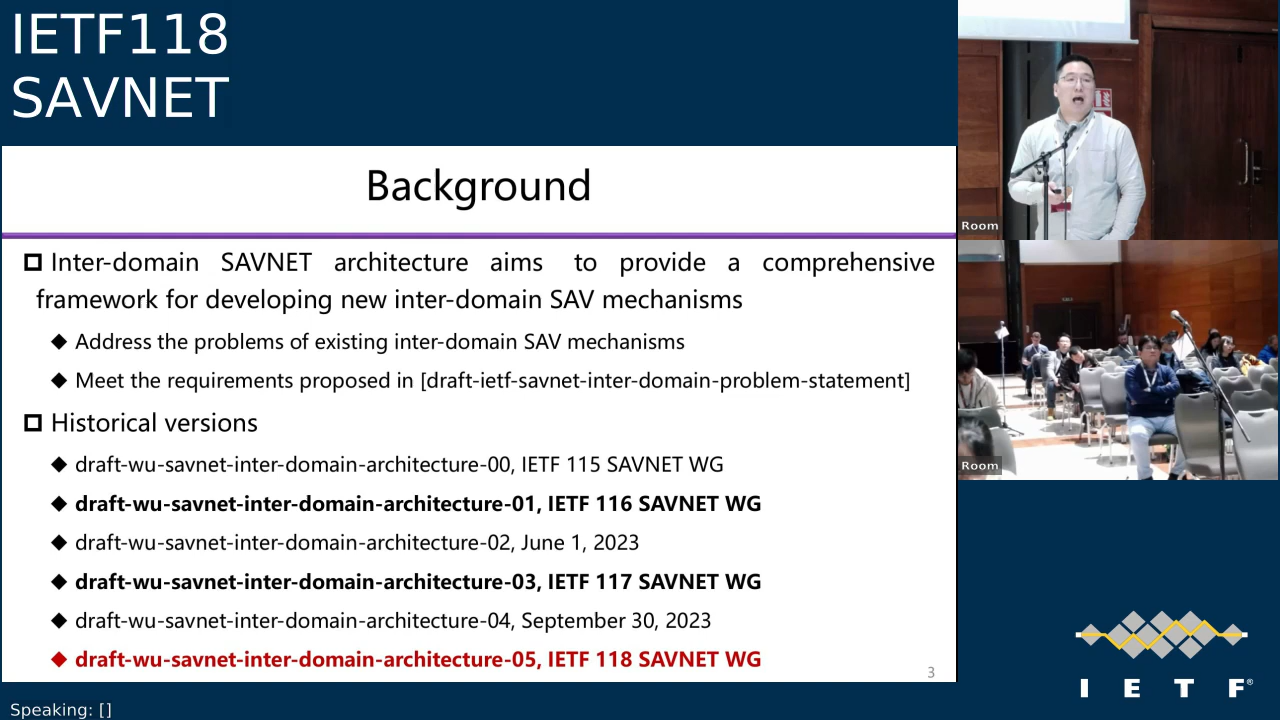 IETF118
SAVNET
Background
Inter-domain SAVNET architecture aims to provide a comprehensive
framework for developing new inter-domain SAV mechanisms
Address the problems of existing inter-domain SAV mechanisms
Meet the requirements proposed in [draft-ietf-savnet-inter-domain-problem-statement]
Historical versions
draft-wu-savnet-inter-domain-architecture-00, IETF 115 SAVNET WG
draft-wu-savnet-inter-domain-architecture-01, IETF 116 SAVNET WG
draft-wu-savnet-inter-domain-architecture-02, June 1, 2023
draft-wu-savnet-inter-domain-architecture-03, IETF 117 SAVNET WG
draft-wu-savnet-inter-domain-architecture-04, September 30, 2023
draft-wu-savnet-inter-domain-architecture-05, IETF 118 SAVNET WG
3
Room
Room
I E T F®
Speaking: []